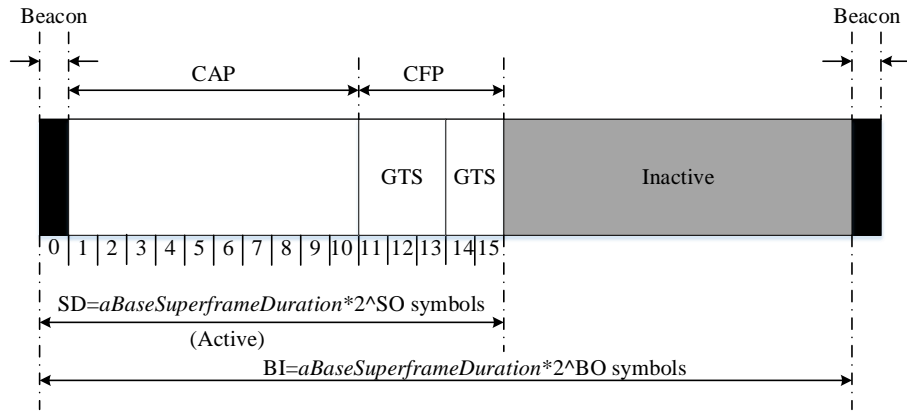 Beacon
Beacon
CAP
CFP
GTS
GTS
Inactive
0 1 2 3 4 5 6 7 8 9 10 11 12 13 14 15
SD=aBaseSuperframeDuration*2^SO symbols
(Active)
BI=aBaseSuperframeDuration*2^BO symbols